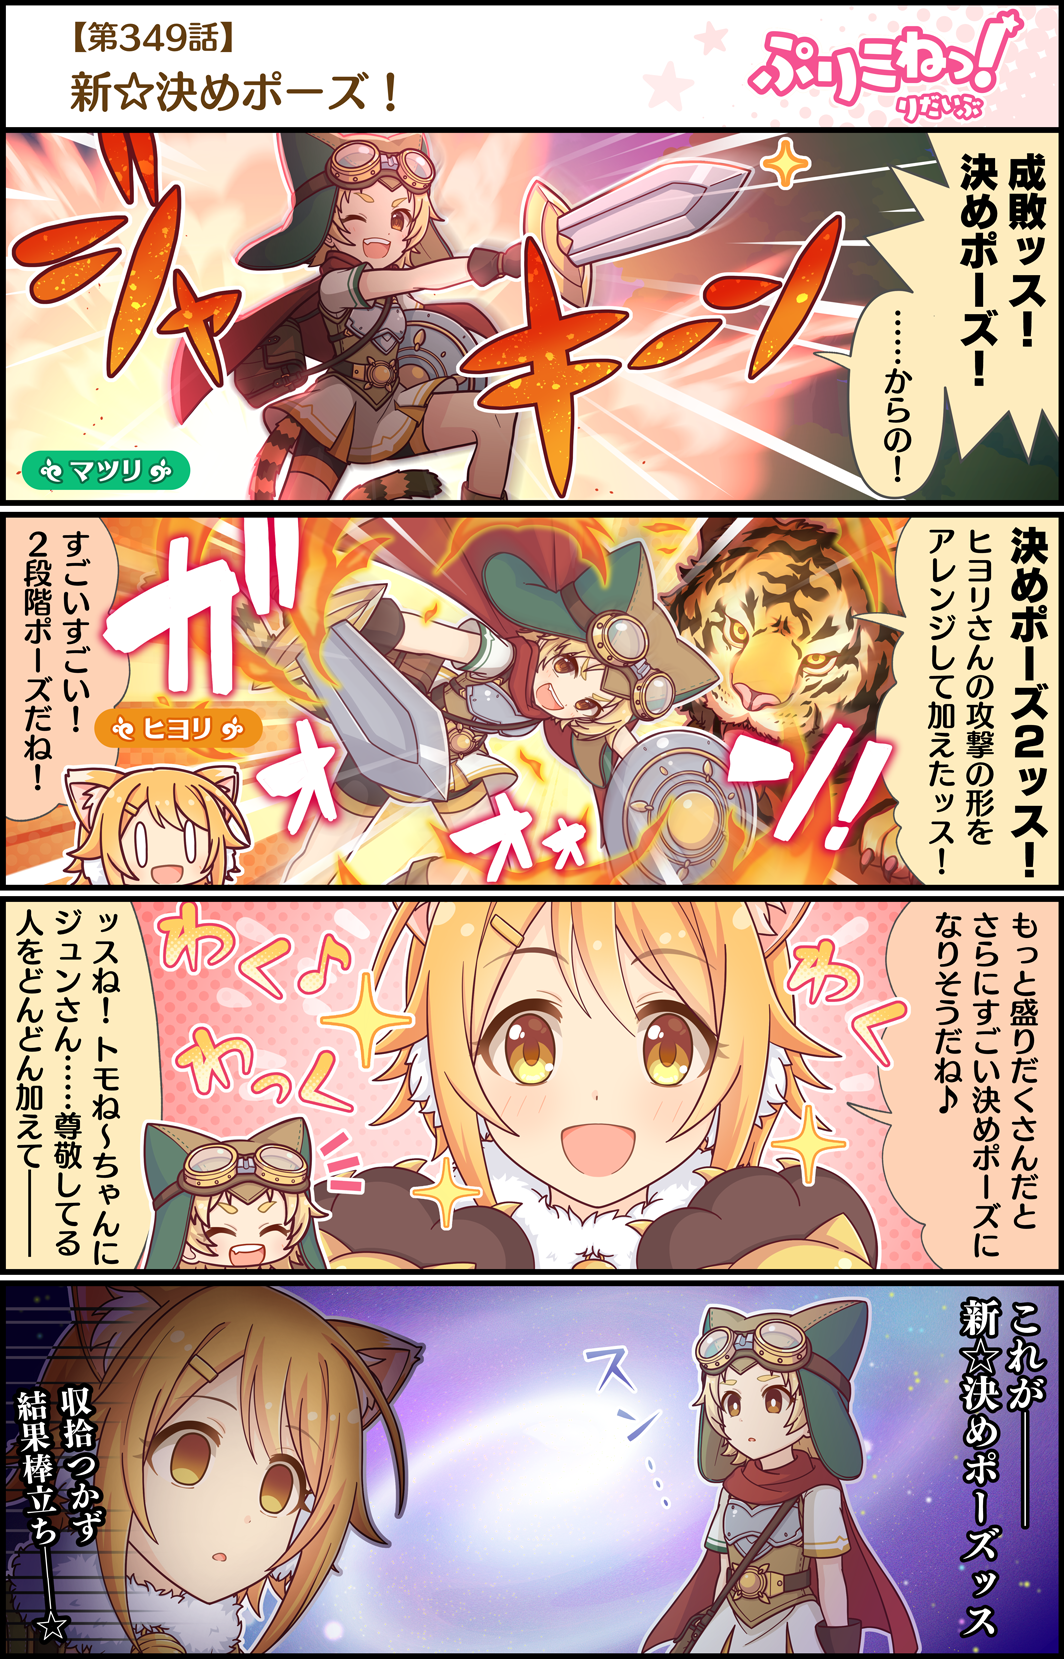 【第349話】
新☆決めポーズ！
ぷりこねっ！
りだいぶ
成敗ッス！
決めポーズ！
……からの！
ジャキーン
マツリ
決めポーズ2ッス！
ヒヨリさんの攻撃の形を
アレンジして加えたッス！
ガオォォン!!
すごいすごい！
2段階ポーズだね！
ヒヨリ
もっと盛りだくさんだと
さらにすごい決めポーズに
なりそうだね♪
わく
わく♪
わっく
ッスね！トモね〜ちゃんに
ジュンさん……尊敬してる
人をどんどん加えて――
これが――
新☆決めポーズッス
スン…
収拾つかず
結果棒立ち――☆